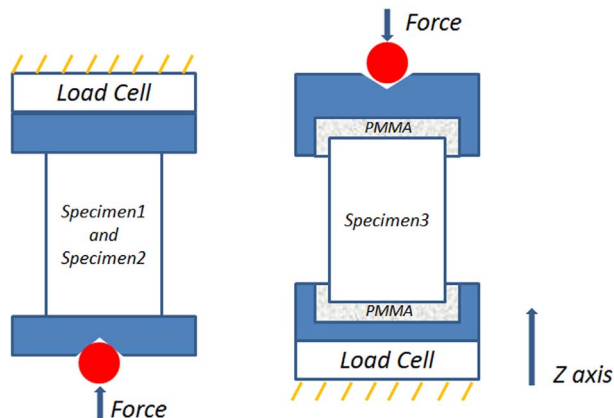 Load Cell
Specimen1
and
Specimen2
Force
Force
PMMA
Specimen3
PMMA
Load Cell
Z axis